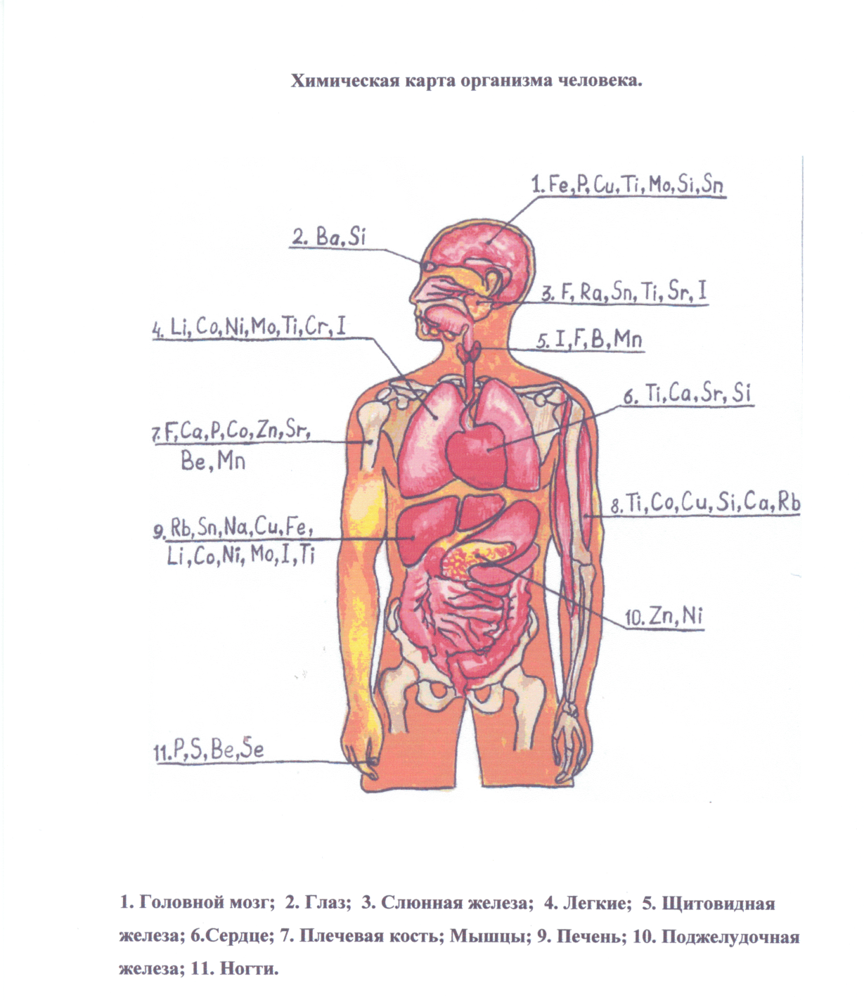 Химическая карта организма человека.
1. Fe, P, Cu, Ti, Mo, Si, Sn
2. Ba, Si
3. F, Ra, Sn, Ti, Sr, I
4. Li, Co, Ni, Mo, Ti, Cr, I
5. I, F, B, Mn
6. Ti, Ca, Sr, Si
7. F, Ca, P, Co, Zn, Sr,
Be, Mn
8. Ti, Co, Cu, Si, Ca, Rb
9. Rb, Sn, Na, Cu, Fe,
Li, Co, Ni, Mo, I, Ti
10. Zn, Ni
11. P, S, Be, Se
1. Головной мозг; 2. Глаз; 3. Слюнная железа; 4. Легкие; 5. Щитовидная
железа; 6.Сердце; 7. Плечевая кость; Мышцы; 9. Печень; 10. Поджелудочная
железа; 11. Ногти.